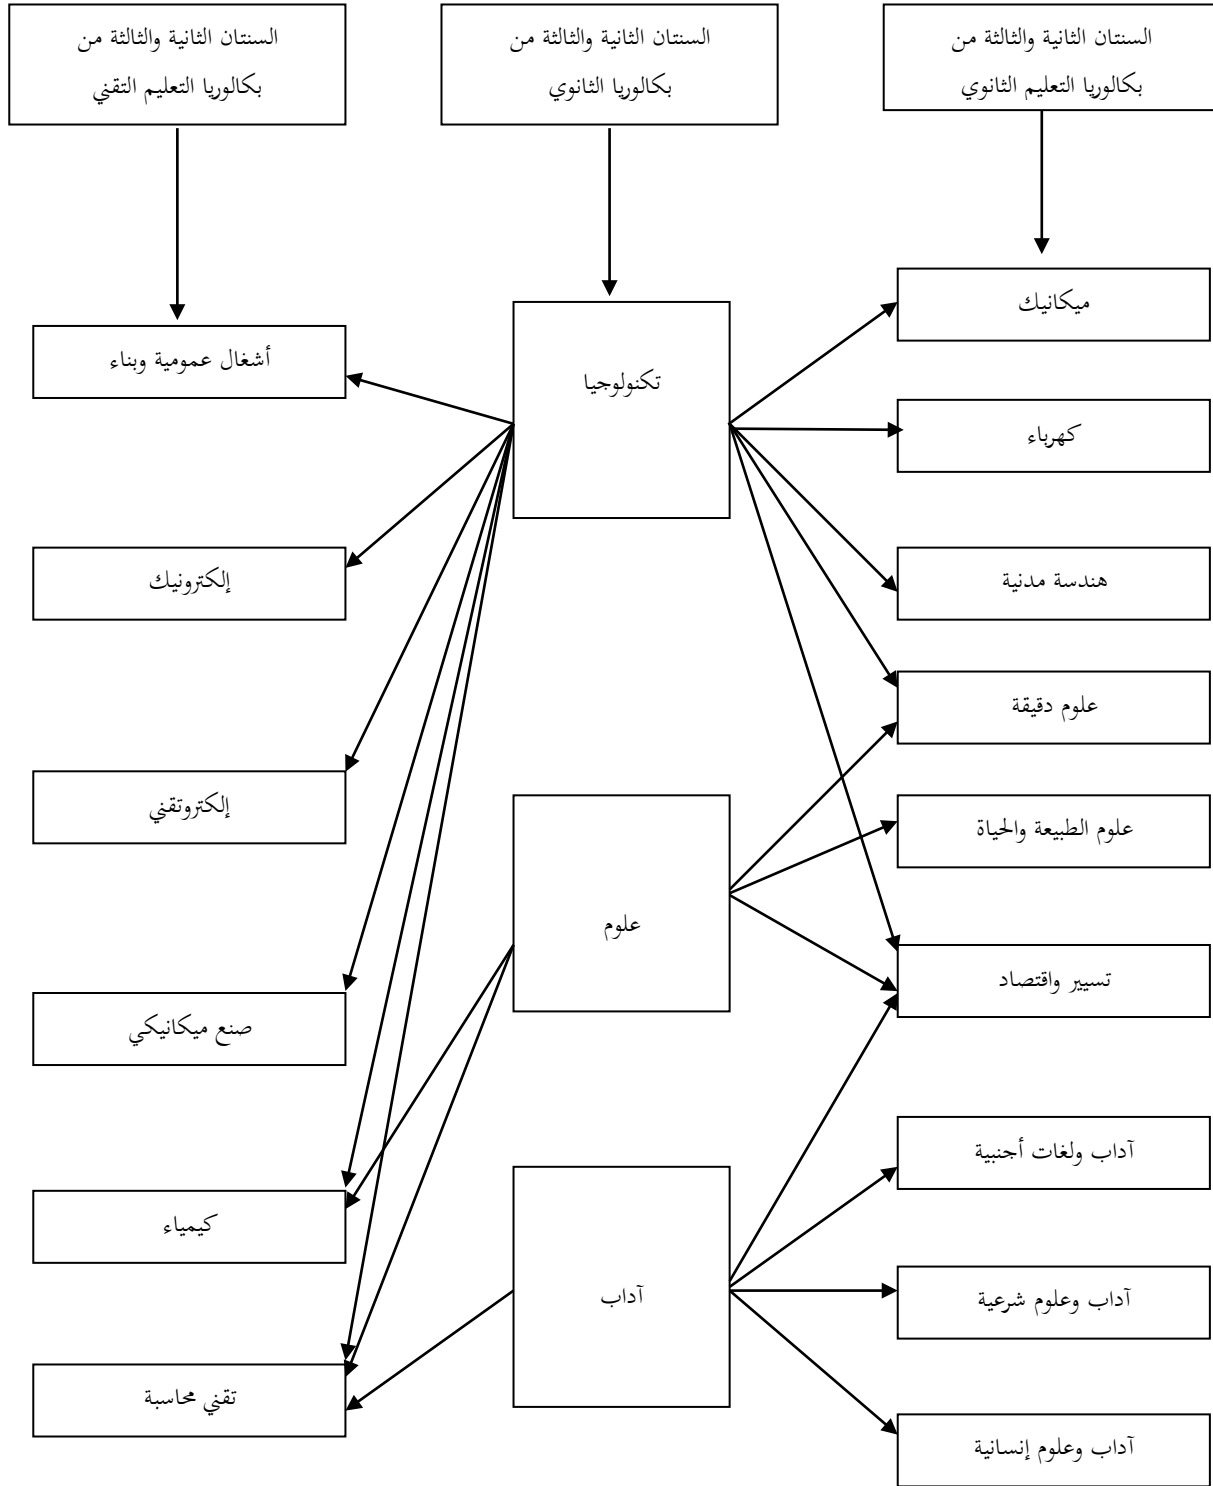 السنتان الثانية والثالثة من
بكالوريا التعليم الثانوي
السنتان الثانية والثالثة من
بكالوريا الثانوي
السنتان الثانية والثالثة من
بكالوريا التعليم التقني
ميكانيك
كهرباء
هندسة مدنية
علوم دقيقة
علوم الطبيعة والحياة
تسيير واقتصاد
آداب ولغات أجنبية
آداب وعلوم شرعية
آداب وعلوم إنسانية
تكنولوجيا
علوم
آداب
أشغال عمومية وبناء
إلكترونيك
إلكتروتقني
صنع ميكانيكي
كيمياء
تقني محاسبة